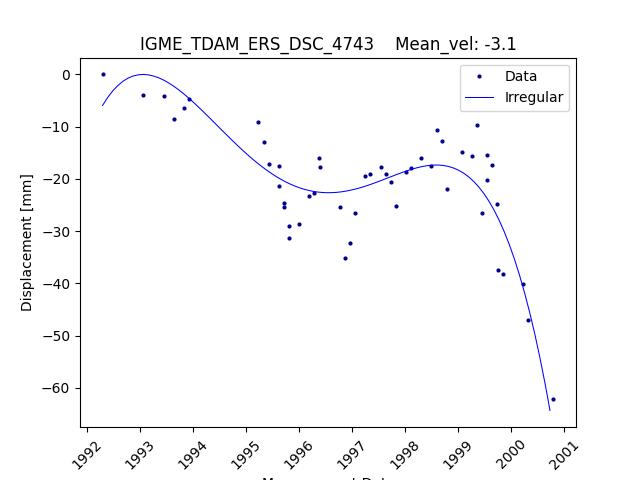 IGME_TDAM_ERS_DSC_4743    Mean_vel: -3.1
Data
Irregular
Displacement [mm]
0
−10
−20
−30
−40
−50
−60
1992 1993 1994 1995 1996 1997 1998 1999 2000 2001